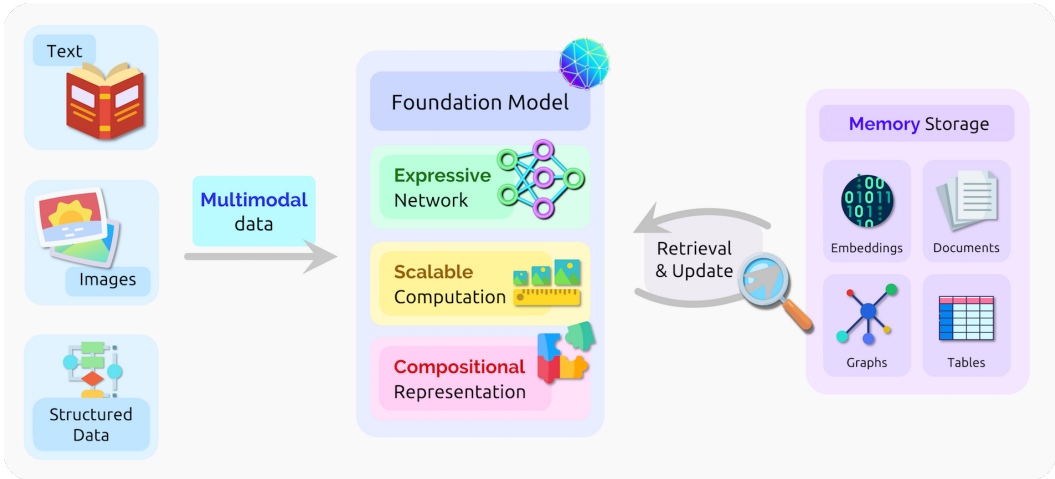 Text
Images
Structured
Data
Multimodal
data
Foundation Model
Expressive
Network
Scalable
Computation
Compositional
Representation
Retrieval
& Update
Memory Storage
Embeddings
Documents
Graphs
Tables